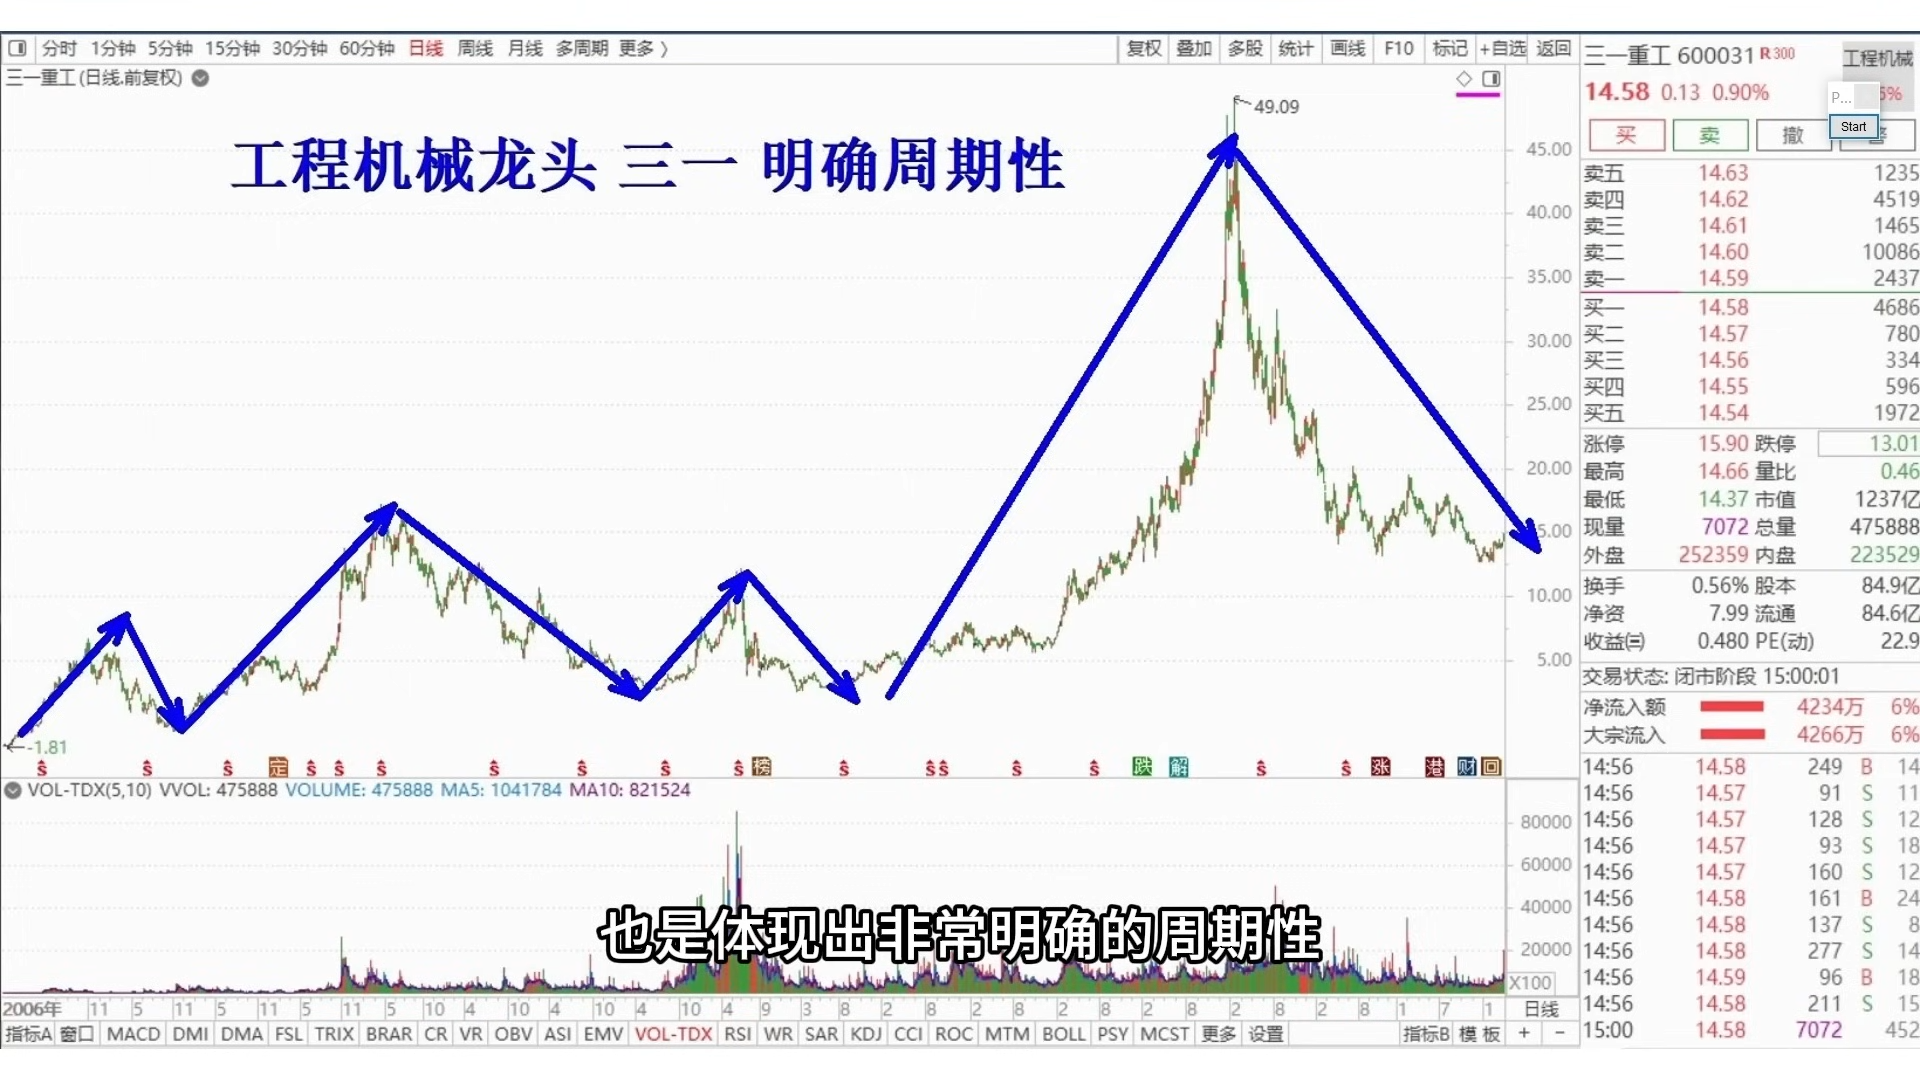 分时 1分钟 5分钟 15分钟 30分钟 60分钟 日线 周线 月线 多周期 更多 〉
复权 叠加 多股 统计 画线 F10 标记 +自选 返回
三一重工 (日线.前复权)
工程机械龙头 三一 明确周期性
49.09
45.00
40.00
35.00
30.00
25.00
20.00
15.00
10.00
5.00
-1.81
定 榜 跌 解 涨 港 财 回
VOL-TDX(5,10) VVOL: 475888 VOLUME: 475888 MA5: 1041784 MA10: 821524
80000
60000
40000
20000
X100
也是体现出非常明确的周期性
2006年 11 5 11 5 11 5 11 5 10 4 10 4 10 4 10 4 9 3 8 2 8 2 8 2 8 2 8 2 8 2 8 1 7 1 日线
指标A 窗口 MACD DMI DMA FSL TRIX BRAR CR VR OBV ASI EMV VOL-TDX RSI WR SAR KDJ CCI ROC MTM BOLL PSY MCST 更多 设置 指标B 模板 + −
三一重工 600031 R 300 工程机械
14.58 0.13 0.90%
P...
Start
买 卖 撤
卖五 14.63 1235
卖四 14.62 4519
卖三 14.61 1465
卖二 14.60 10086
卖一 14.59 2437
买一 14.58 4686
买二 14.57 780
买三 14.56 334
买四 14.55 596
买五 14.54 1972
涨停 15.90 跌停 13.01
最高 14.66 量比 0.46
最低 14.37 市值 1237亿
现量 7072 总量 475888
外盘 252359 内盘 223529
换手 0.56% 股本 84.9亿
净资 7.99 流通 84.6亿
收益㈢ 0.480 PE(动) 22.9
交易状态: 闭市阶段 15:00:01
净流入额 4234万 6%
大宗流入 4266万 6%
14:56 14.58 249 B 14
14:56 14.57 91 S 11
14:56 14.57 128 S 12
14:56 14.57 93 S 18
14:56 14.57 160 S 12
14:56 14.58 161 B 24
14:56 14.58 137 S 8
14:56 14.58 277 S 14
14:56 14.59 96 B 18
14:56 14.58 211 S 15
15:00 14.58 7072 452